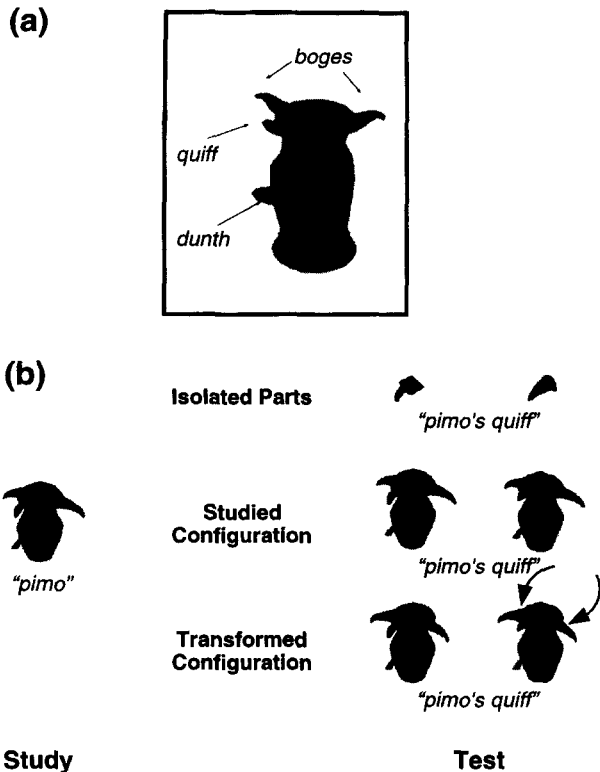 (a)
boges
quiff
dunth
(b)
Isolated Parts
"pimo's quiff"
"pimo"
Studied
Configuration
"pimo's quiff"
Transformed
Configuration
"pimo's quiff"
Study
Test